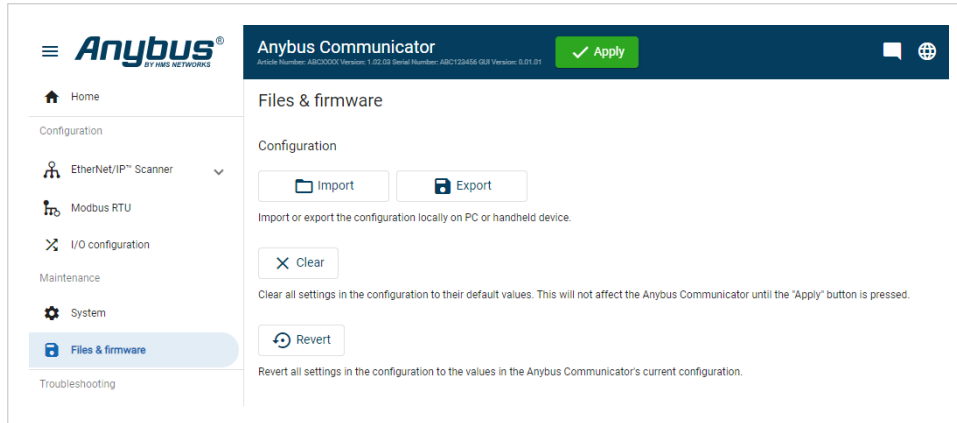 Anybus®
BY HMS NETWORKS
Anybus Communicator
Article Number: ABCXXXX Version: 1.02.03 Serial Number: ABC123456 GUI Version: 0.01.01
Apply
Home
Configuration
EtherNet/IP™ Scanner
Modbus RTU
I/O configuration
Maintenance
System
Files & firmware
Troubleshooting
Files & firmware
Configuration
Import
Export
Import or export the configuration locally on PC or handheld device.
Clear
Clear all settings in the configuration to their default values. This will not affect the Anybus Communicator until the "Apply" button is pressed.
Revert
Revert all settings in the configuration to the values in the Anybus Communicator's current configuration.